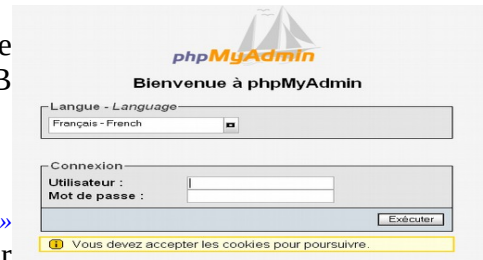 e
B
»
r
phpMyAdmin
Bienvenue à phpMyAdmin
Langue - Language
Français - French
Connexion
Utilisateur :
Mot de passe :
Exécuter
Vous devez accepter les cookies pour poursuivre.